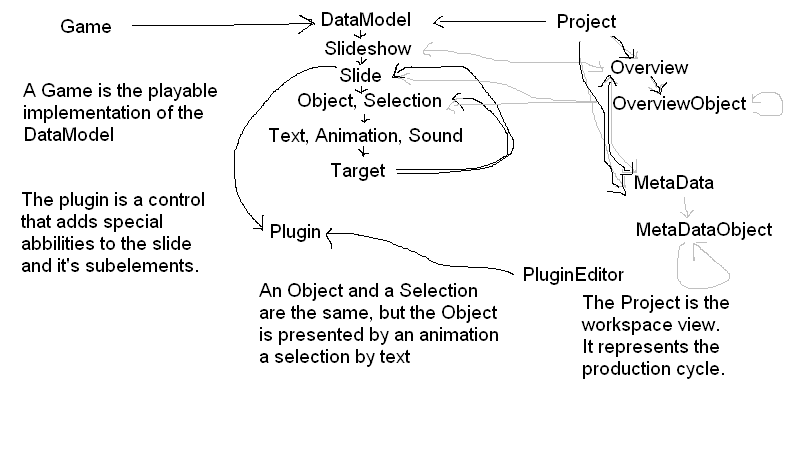 Game
DataModel
Project
Slideshow
Slide
Overview
Object, Selection
OverviewObject
A Game is the playable
implementation of the
DataModel
Text, Animation, Sound
Target
MetaData
The plugin is a control
that adds special
abbilities to the slide
and it's subelements.
Plugin
MetaDataObject
PluginEditor
An Object and a Selection
are the same, but the Object
is presented by an animation
a selection by text
The Project is the
workspace view.
It represents the
production cycle.